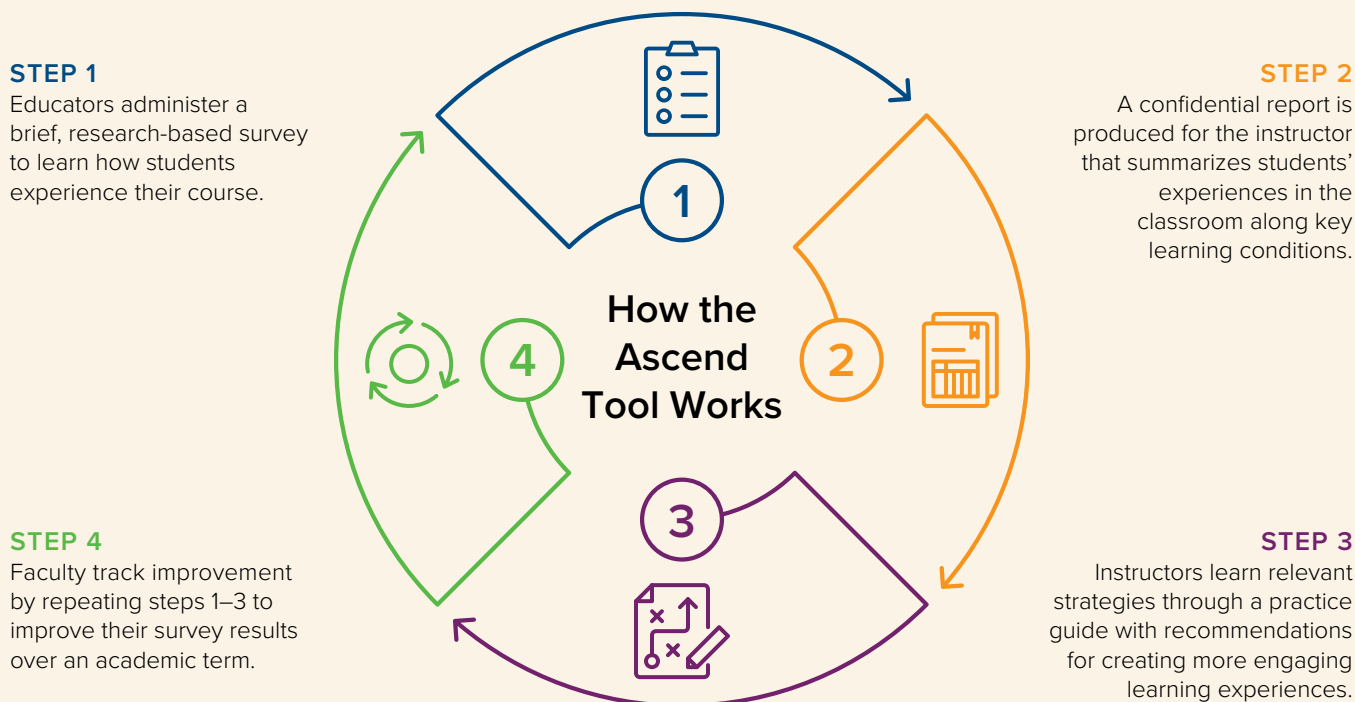 STEP 1
Educators administer a
brief, research-based survey
to learn how students
experience their course.
STEP 2
A confidential report is
produced for the instructor
that summarizes students’
experiences in the
classroom along key
learning conditions.
1
How the
Ascend
Tool Works
4
2
3
STEP 4
Faculty track improvement
by repeating steps 1–3 to
improve their survey results
over an academic term.
STEP 3
Instructors learn relevant
strategies through a practice
guide with recommendations
for creating more engaging
learning experiences.